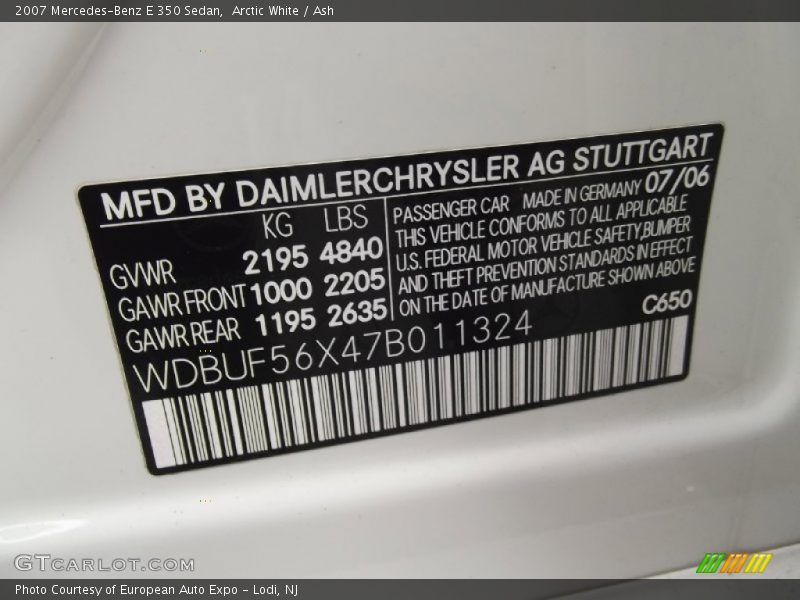 2007 Mercedes-Benz E 350 Sedan, Arctic White / Ash
MFD BY DAIMLERCHRYSLER AG STUTTGART
KG LBS
GVWR 2195 4840
GAWR FRONT 1000 2205
GAWR REAR 1195 2635
PASSENGER CAR MADE IN GERMANY 07/06
THIS VEHICLE CONFORMS TO ALL APPLICABLE
U.S. FEDERAL MOTOR VEHICLE SAFETY,BUMPER
AND THEFT PREVENTION STANDARDS IN EFFECT
ON THE DATE OF MANUFACTURE SHOWN ABOVE
C650
WDBUF56X47B011324
GTCARLOT.COM
Photo Courtesy of European Auto Expo - Lodi, NJ